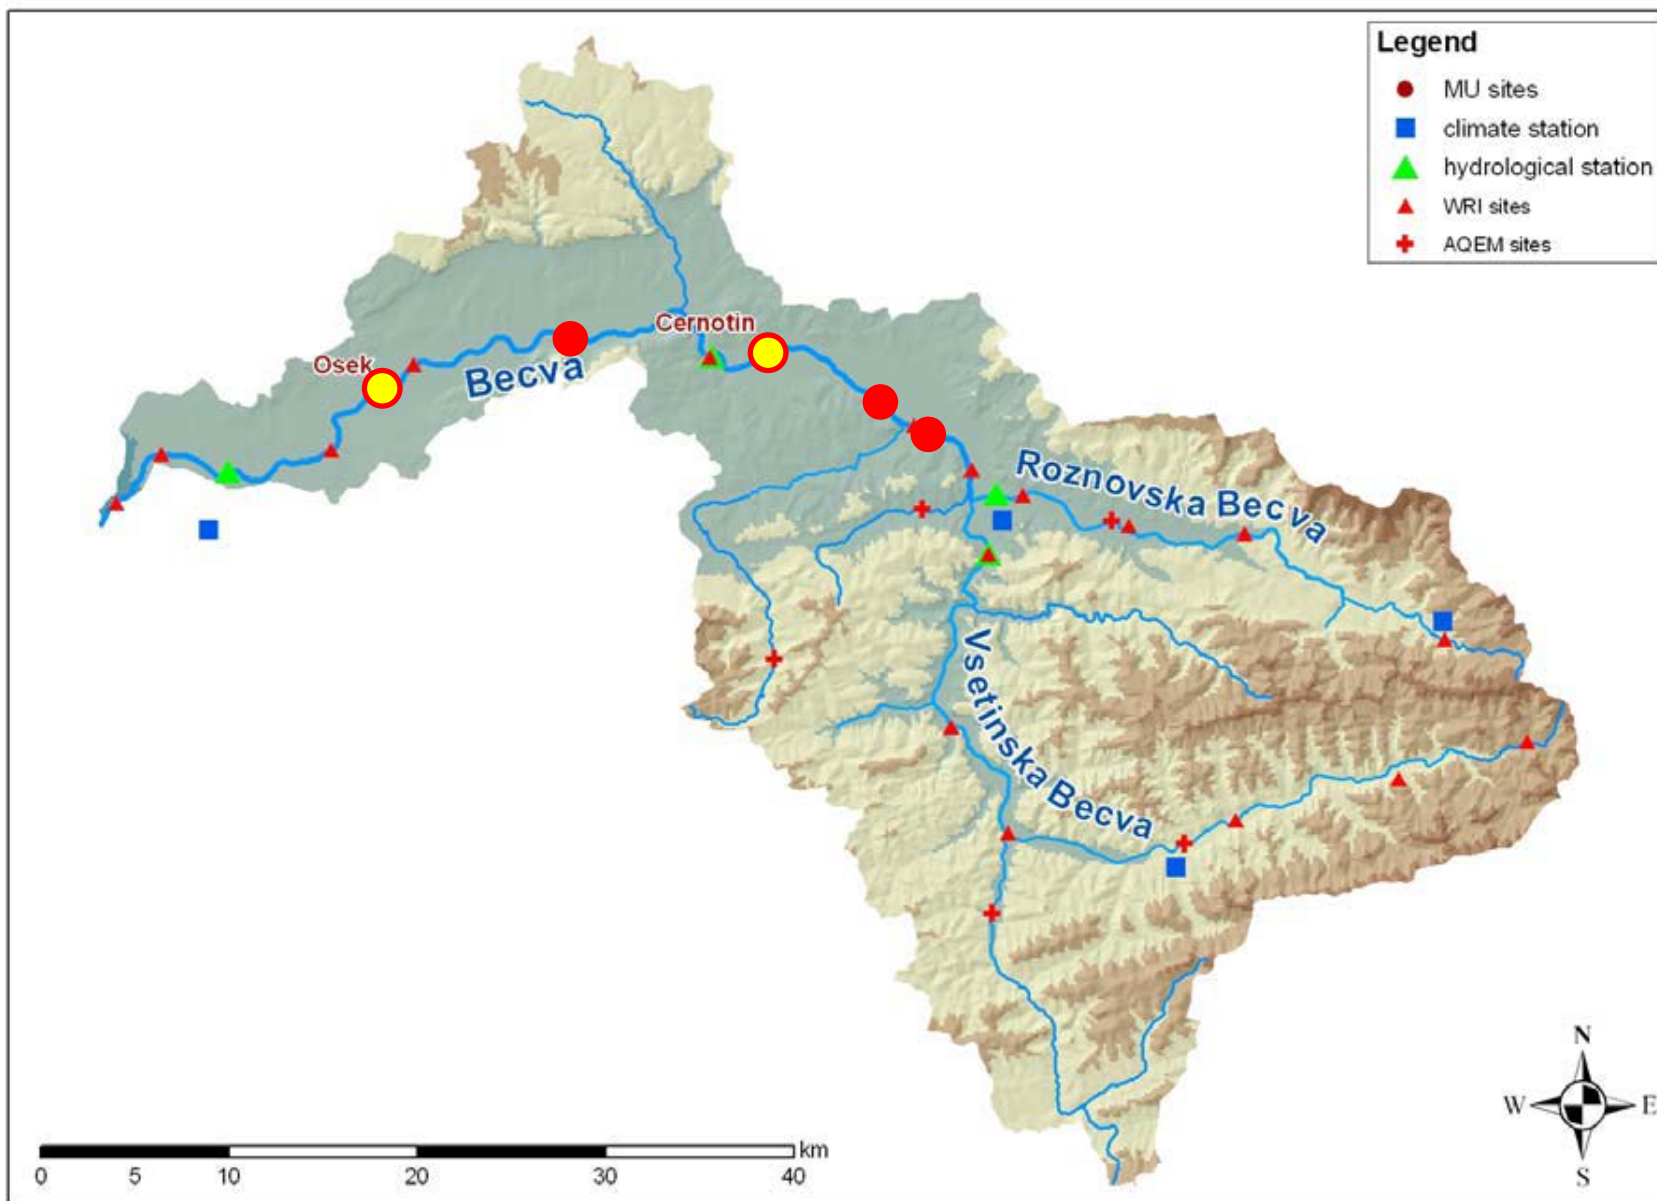 Legend
MU sites
climate station
hydrological station
WRI sites
AQEM sites
Cernotin
Osek
Becva
Roznovska Becva
Vsetinska Becva
N
W E
S
km
0 5 10 20 30 40